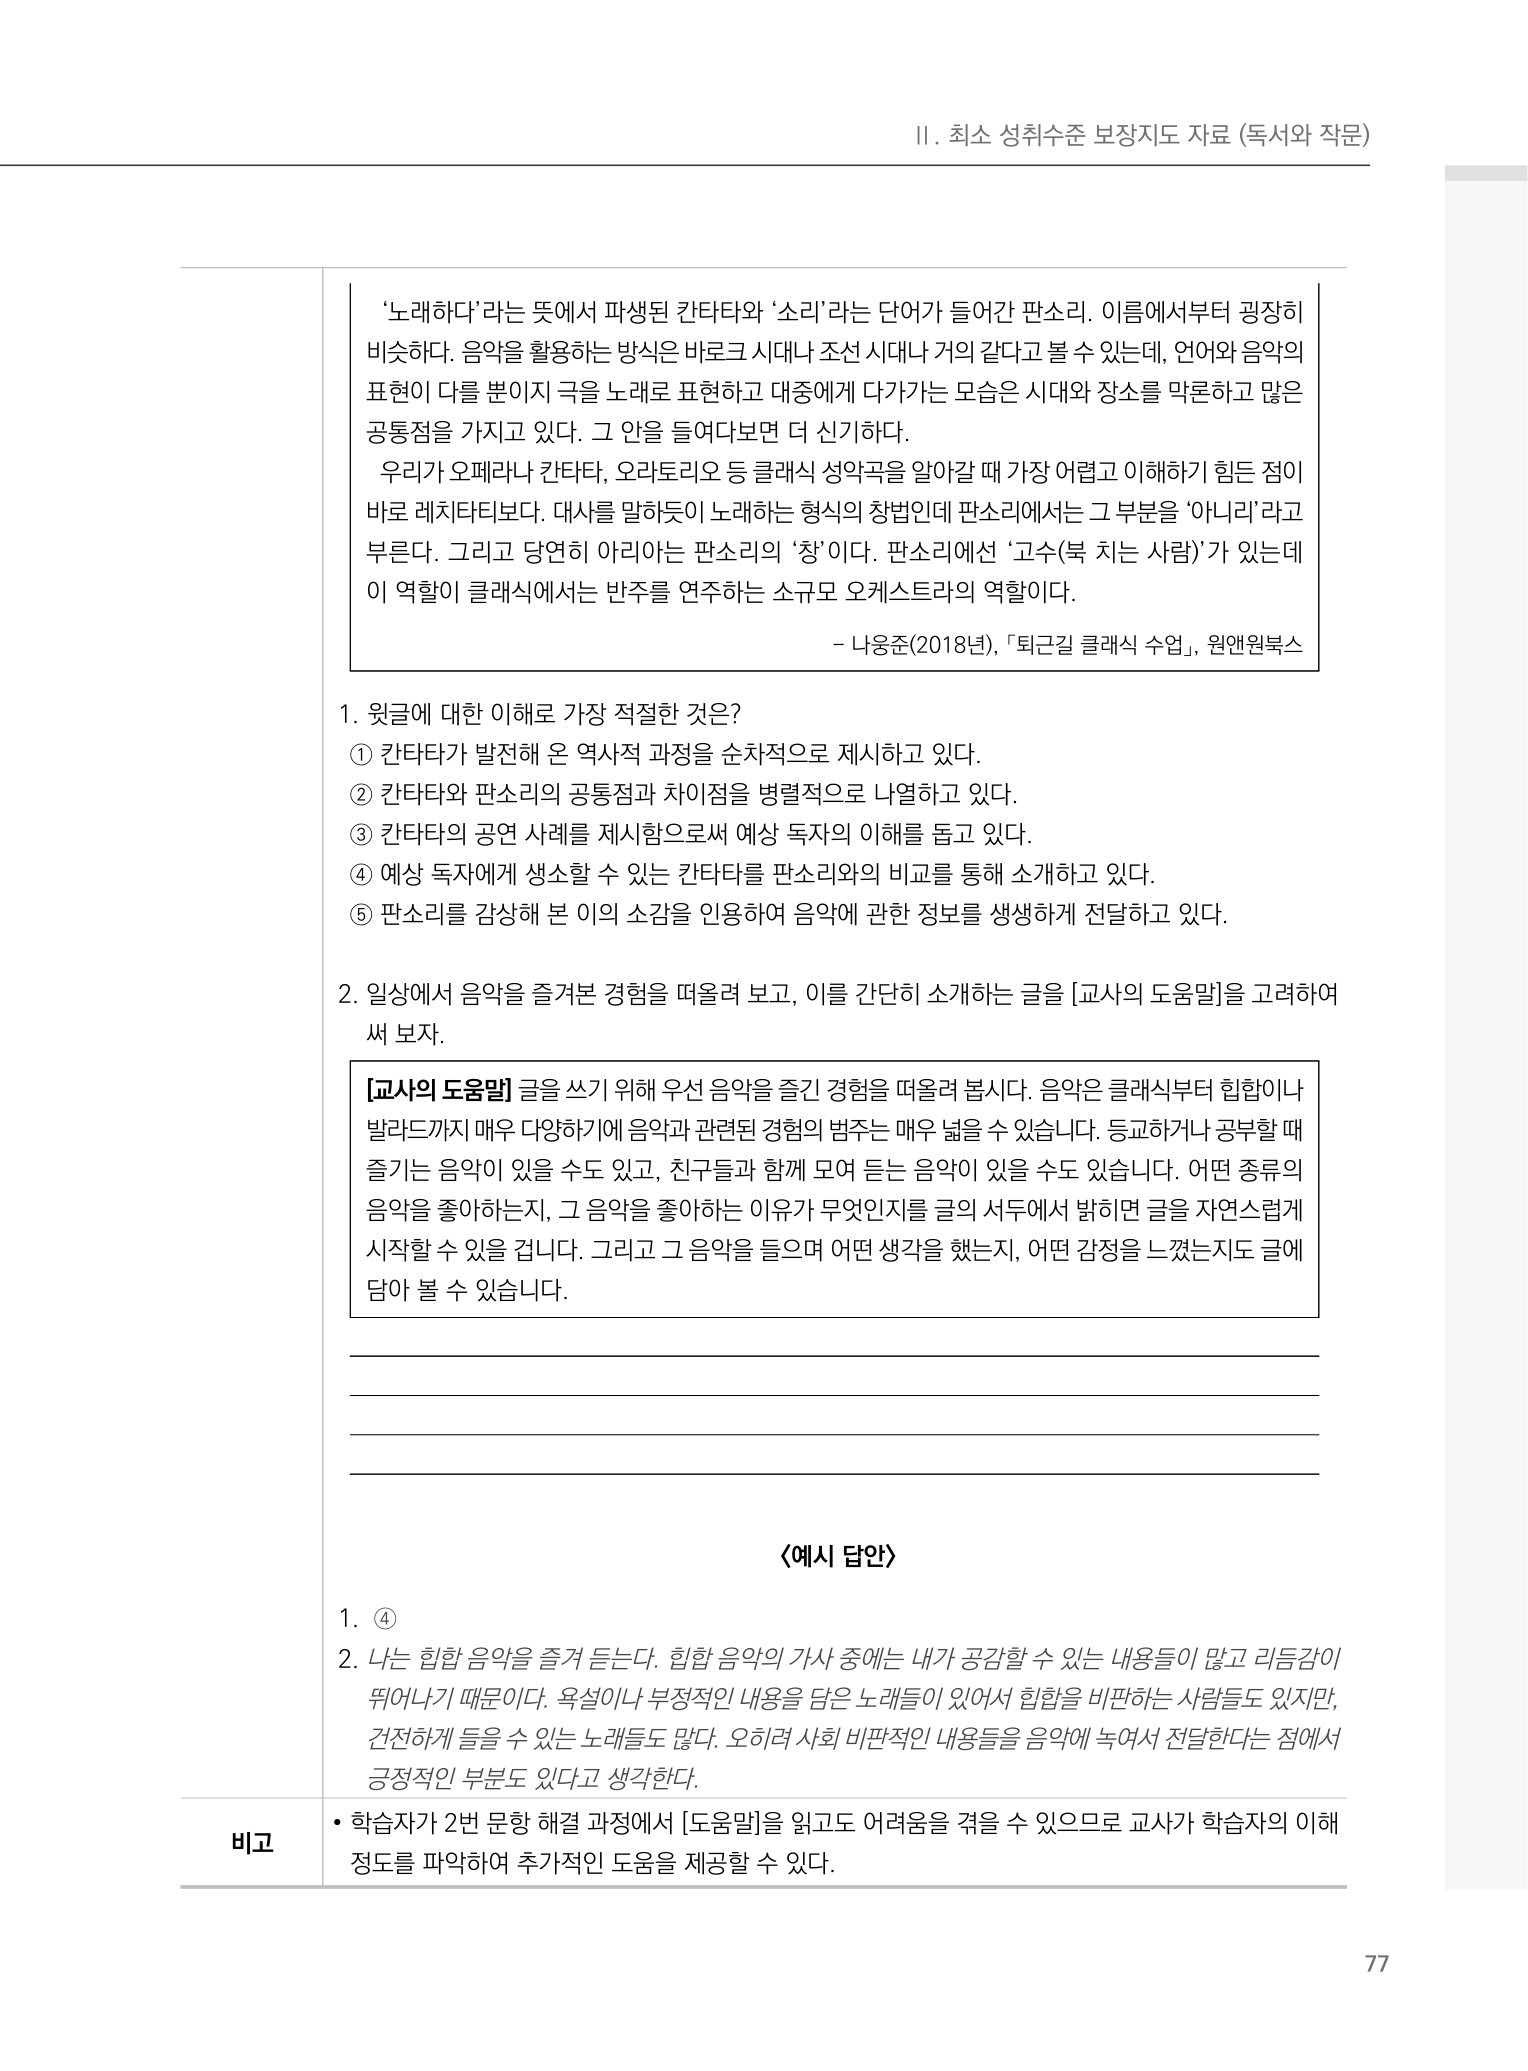 Ⅱ. 최소 성취수준 보장지도 자료 (독서와 작문)
‘노래하다’라는 뜻에서 파생된 칸타타와 ‘소리’라는 단어가 들어간 판소리. 이름에서부터 굉장히
비슷하다. 음악을 활용하는 방식은 바로크 시대나 조선 시대나 거의 같다고 볼 수 있는데, 언어와 음악의
표현이 다를 뿐이지 극을 노래로 표현하고 대중에게 다가가는 모습은 시대와 장소를 막론하고 많은
공통점을 가지고 있다. 그 안을 들여다보면 더 신기하다.
우리가 오페라나 칸타타, 오라토리오 등 클래식 성악곡을 알아갈 때 가장 어렵고 이해하기 힘든 점이
바로 레치타티보다. 대사를 말하듯이 노래하는 형식의 창법인데 판소리에서는 그 부분을 ‘아니리’라고
부른다. 그리고 당연히 아리아는 판소리의 ‘창’이다. 판소리에선 ‘고수(북 치는 사람)’가 있는데
이 역할이 클래식에서는 반주를 연주하는 소규모 오케스트라의 역할이다.
– 나웅준(2018년), 「퇴근길 클래식 수업」, 원앤원북스
1. 윗글에 대한 이해로 가장 적절한 것은?
① 칸타타가 발전해 온 역사적 과정을 순차적으로 제시하고 있다.
② 칸타타와 판소리의 공통점과 차이점을 병렬적으로 나열하고 있다.
③ 칸타타의 공연 사례를 제시함으로써 예상 독자의 이해를 돕고 있다.
④ 예상 독자에게 생소할 수 있는 칸타타를 판소리와의 비교를 통해 소개하고 있다.
⑤ 판소리를 감상해 본 이의 소감을 인용하여 음악에 관한 정보를 생생하게 전달하고 있다.
2. 일상에서 음악을 즐겨본 경험을 떠올려 보고, 이를 간단히 소개하는 글을 [교사의 도움말]을 고려하여
써 보자.
[교사의 도움말] 글을 쓰기 위해 우선 음악을 즐긴 경험을 떠올려 봅시다. 음악은 클래식부터 힙합이나
발라드까지 매우 다양하기에 음악과 관련된 경험의 범주는 매우 넓을 수 있습니다. 등교하거나 공부할 때
즐기는 음악이 있을 수도 있고, 친구들과 함께 모여 듣는 음악이 있을 수도 있습니다. 어떤 종류의
음악을 좋아하는지, 그 음악을 좋아하는 이유가 무엇인지를 글의 서두에서 밝히면 글을 자연스럽게
시작할 수 있을 겁니다. 그리고 그 음악을 들으며 어떤 생각을 했는지, 어떤 감정을 느꼈는지도 글에
담아 볼 수 있습니다.
〈예시 답안〉
1. ④
2. 나는 힙합 음악을 즐겨 듣는다. 힙합 음악의 가사 중에는 내가 공감할 수 있는 내용들이 많고 리듬감이
뛰어나기 때문이다. 욕설이나 부정적인 내용을 담은 노래들이 있어서 힙합을 비판하는 사람들도 있지만,
건전하게 들을 수 있는 노래들도 많다. 오히려 사회 비판적인 내용들을 음악에 녹여서 전달한다는 점에서
긍정적인 부분도 있다고 생각한다.
비고
• 학습자가 2번 문항 해결 과정에서 [도움말]을 읽고도 어려움을 겪을 수 있으므로 교사가 학습자의 이해
정도를 파악하여 추가적인 도움을 제공할 수 있다.
77